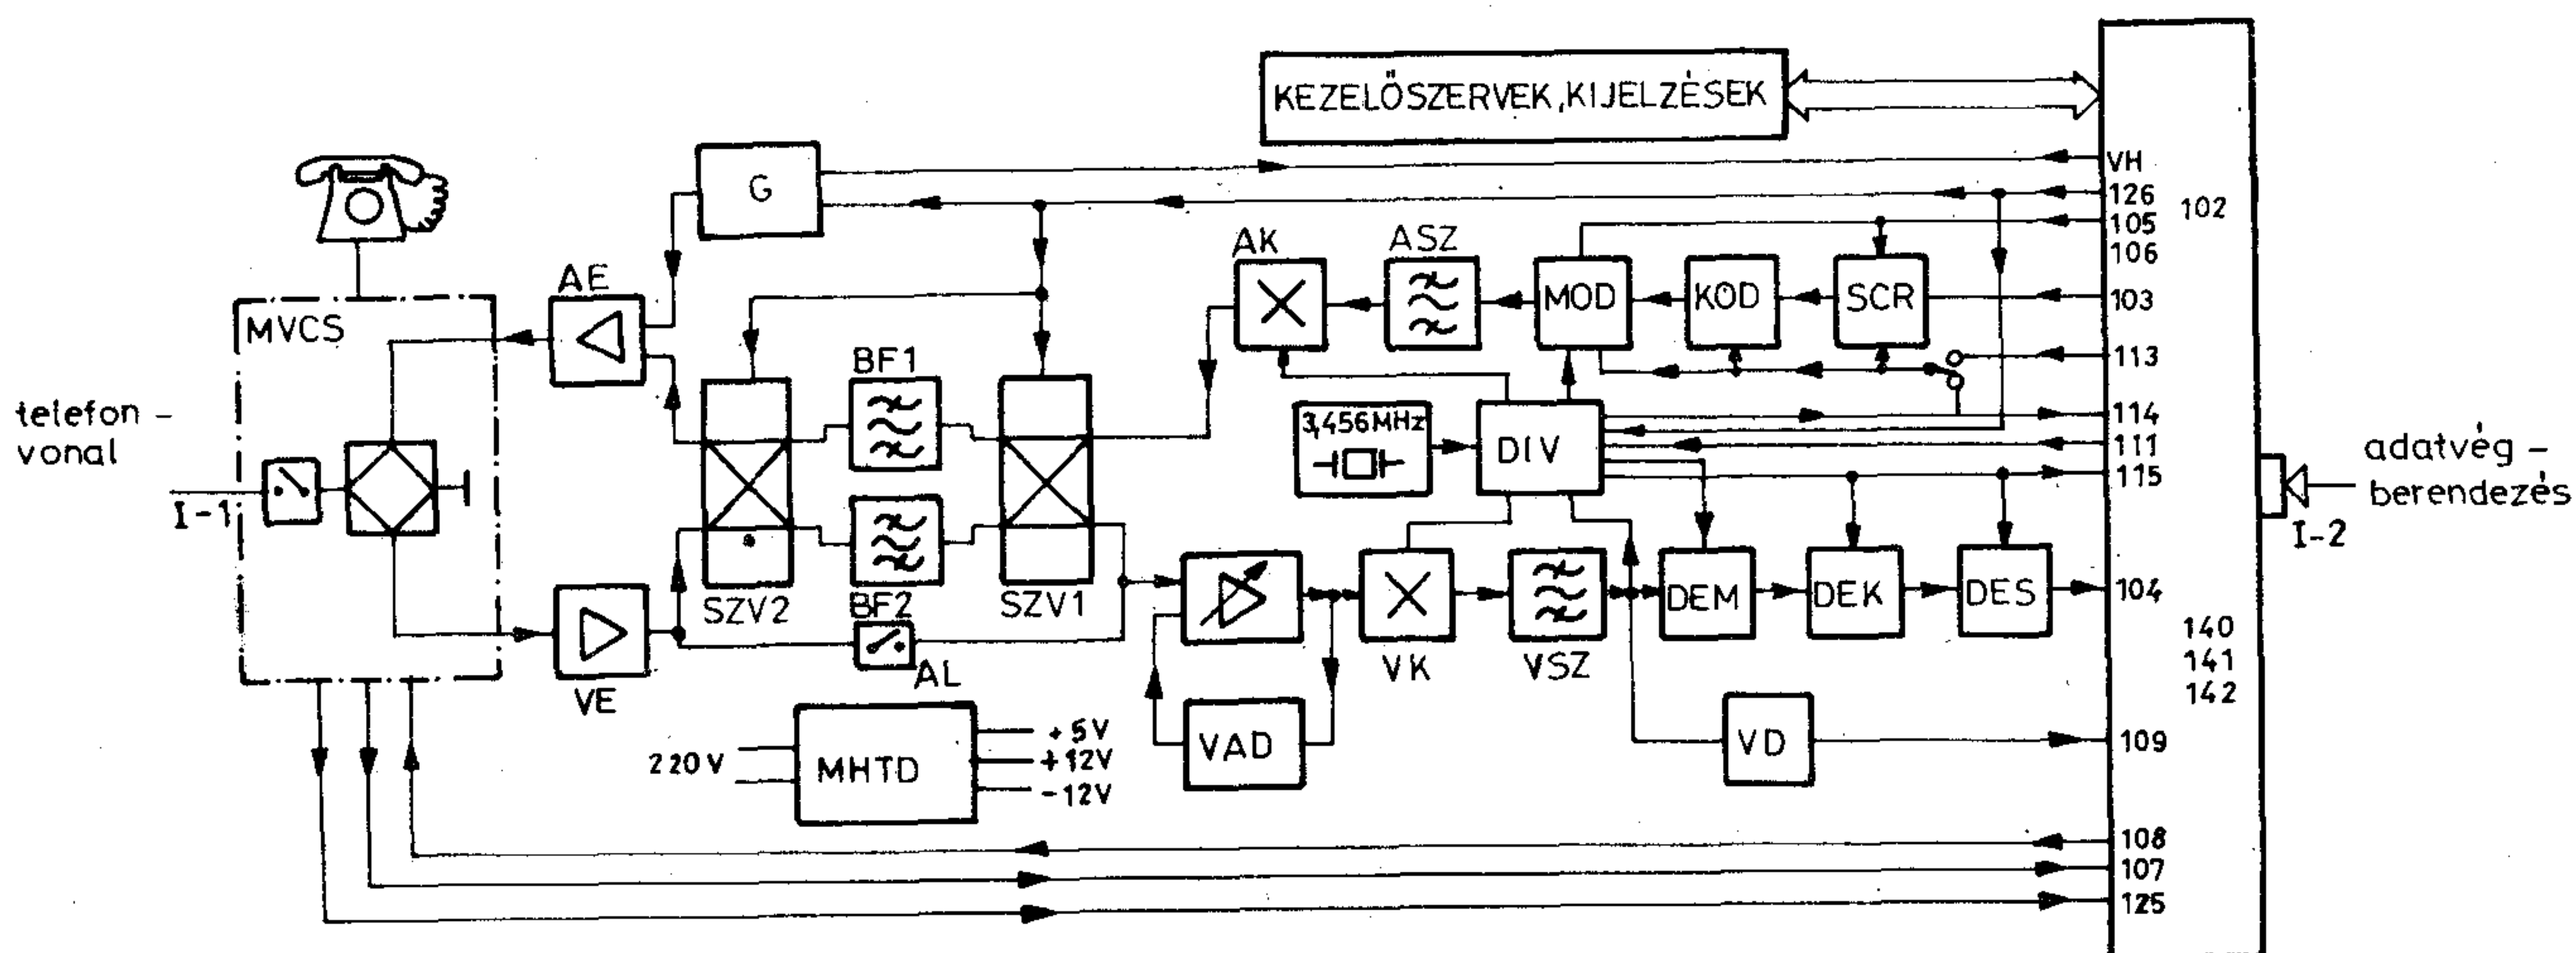 KEZELŐSZERVEK, KIJELZÉSEK
VH
126
102
105
106
103
113
114
111
115
104
140
141
142
109
108
107
125
G
AK
ASZ
MOD
KÓD
SCR
AE
MVCS
BF1
telefon-
vonal
I-1
3,456MHz
DIV
adatvég-
berendezés
I-2
SZV2
BF2
SZV1
DEM
DEK
DES
VE
AL
VK
VSZ
220V
MHTD
+5V
+12V
-12V
VAD
VD